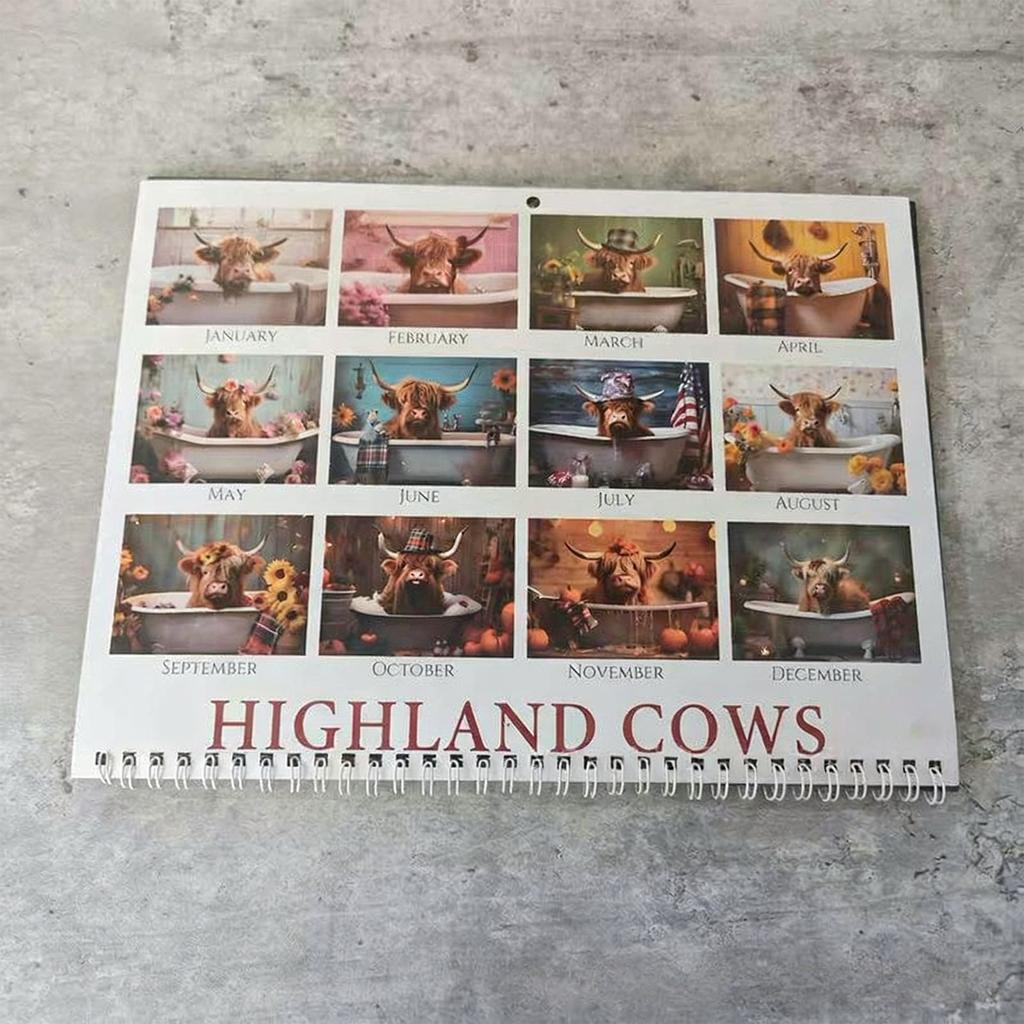 JANUARY FEBRUARY MARCH APRIL
MAY JUNE JULY AUGUST
SEPTEMBER OCTOBER NOVEMBER DECEMBER
HIGHLAND COWS